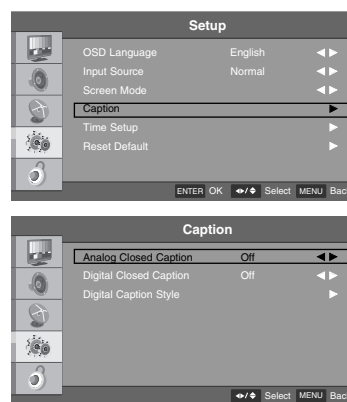 Setup
OSD Language English
Input Source Normal
Screen Mode
Caption
Time Setup
Reset Default
ENTER OK Select MENU Bac
Caption
Analog Closed Caption Off
Digital Closed Caption Off
Digital Caption Style
Select MENU Bac